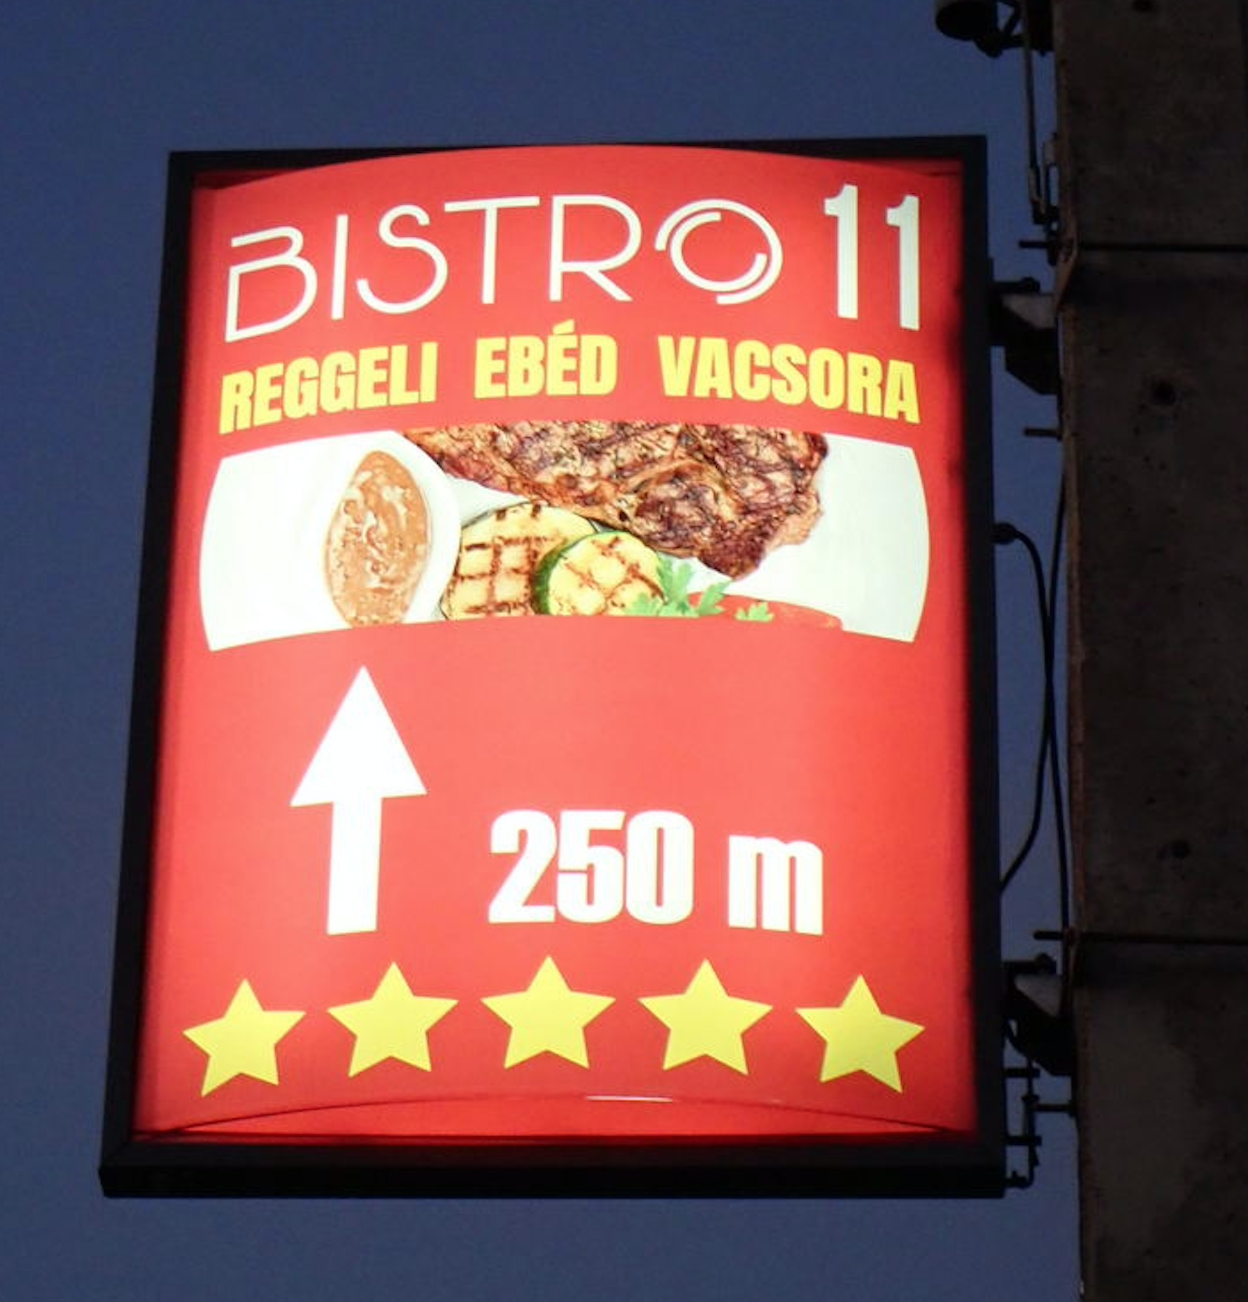 BISTRO 11
REGGELI EBÉD VACSORA
250 m